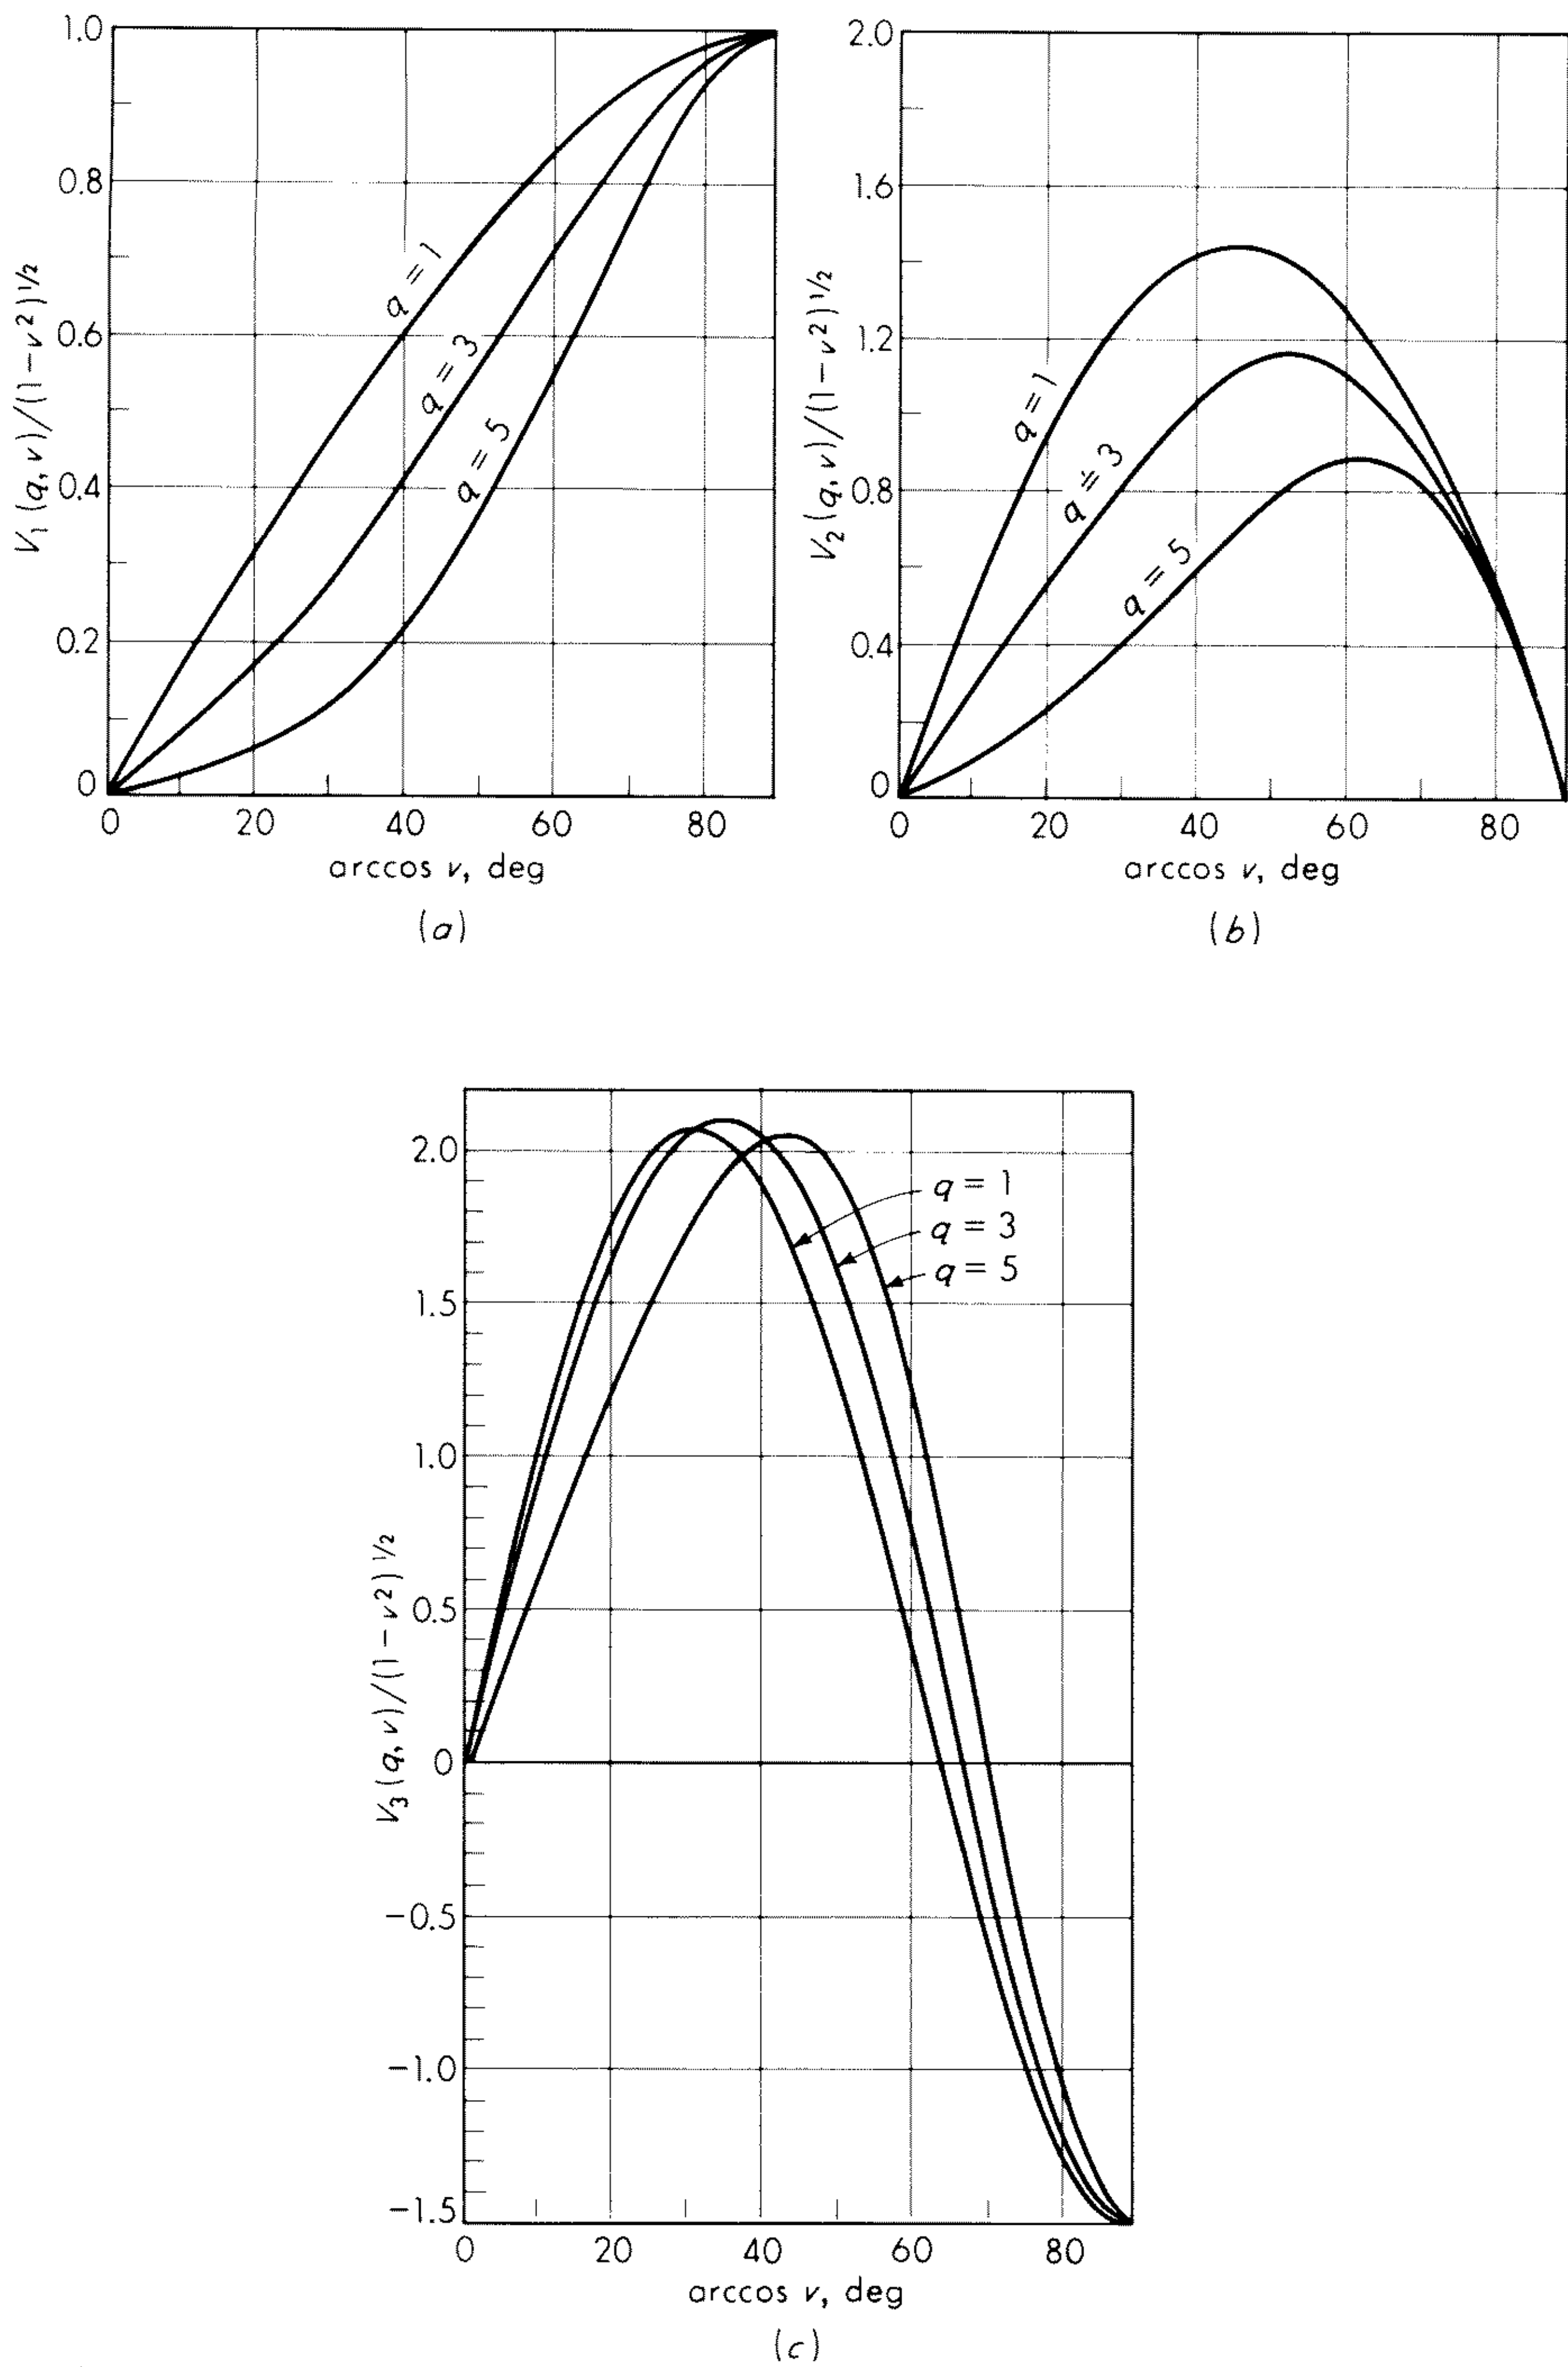 V₁(q,v)/(1−v²)^{1/2}
1.0
0.8
0.6
0.4
0.2
0
q = 1
q = 3
q = 5
0 20 40 60 80
arccos v, deg
(a)
V₂(q,v)/(1−v²)^{1/2}
2.0
1.6
1.2
0.8
0.4
0
q = 1
q = 3
q = 5
0 20 40 60 80
arccos v, deg
(b)
V₃(q,v)/(1−v²)^{1/2}
2.0
1.5
1.0
0.5
0
−0.5
−1.0
−1.5
q = 1
q = 3
q = 5
0 20 40 60 80
arccos v, deg
(c)